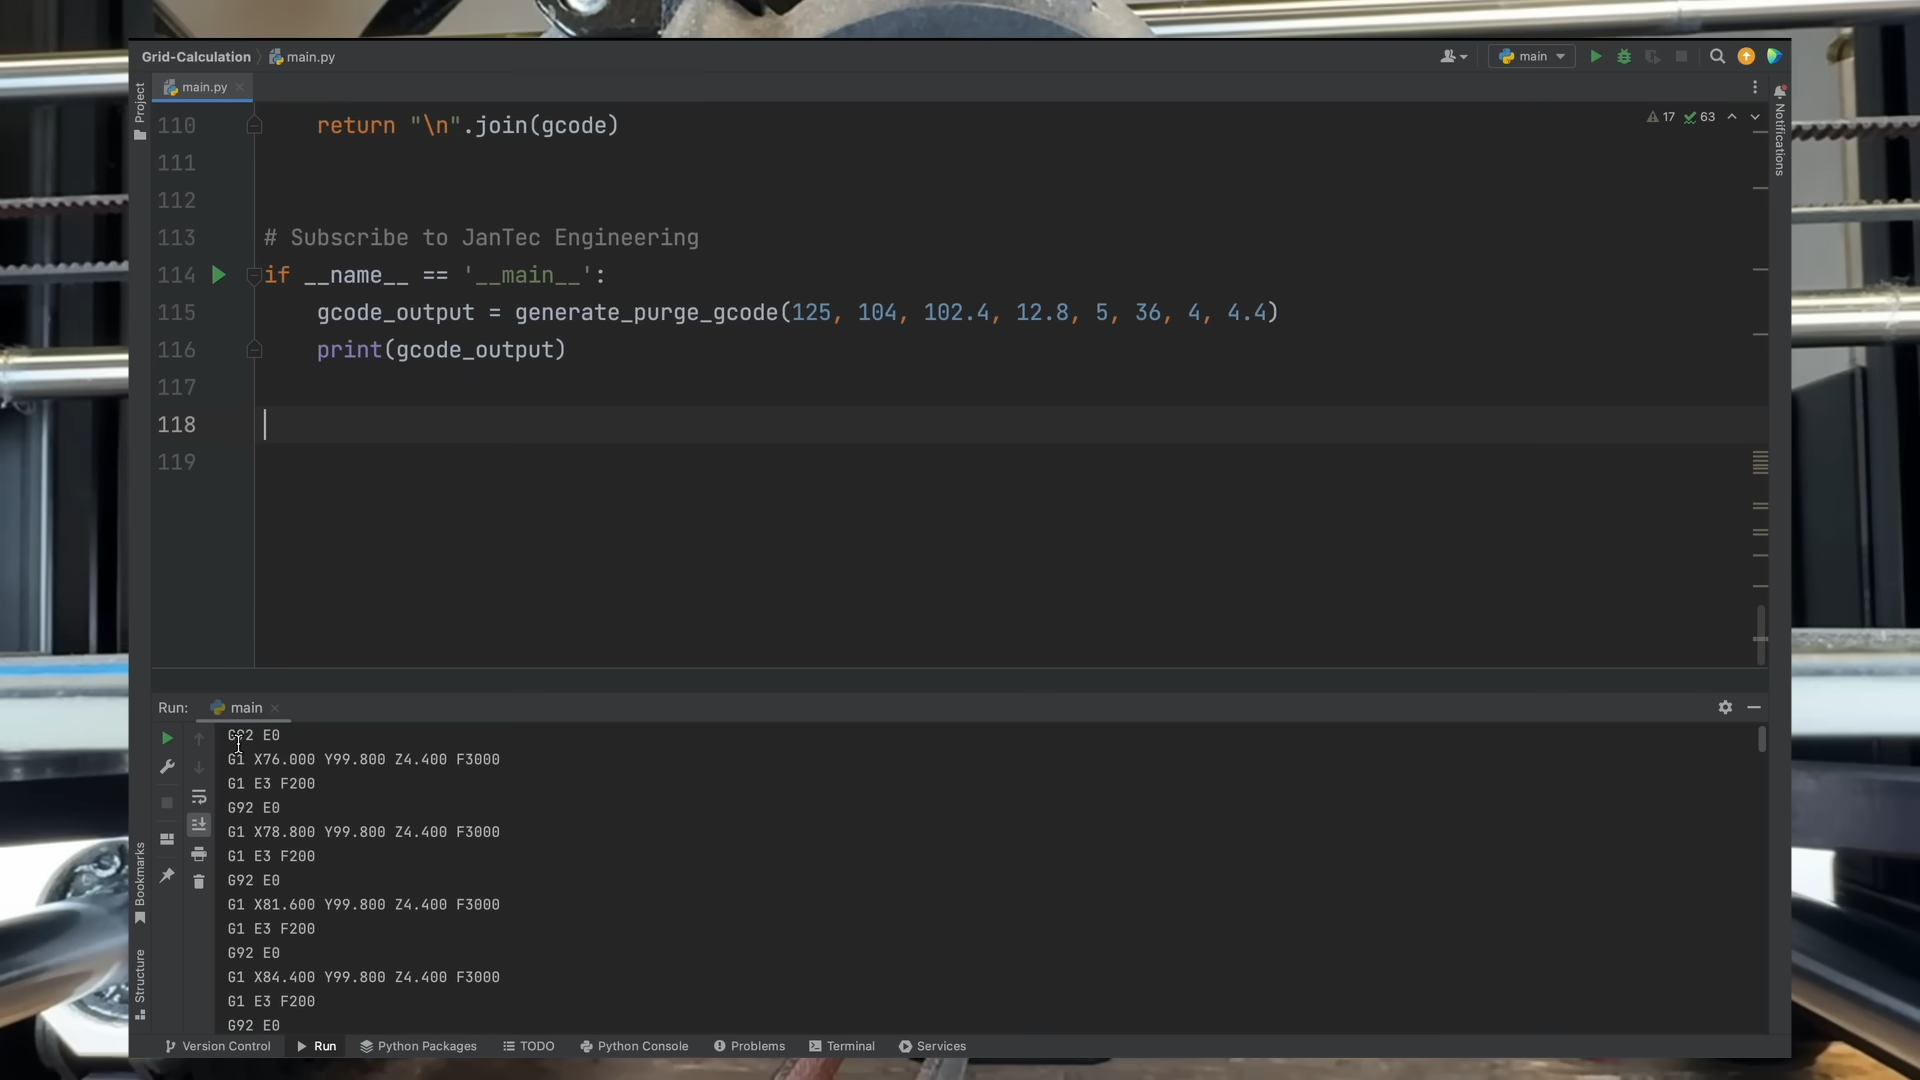 Grid-Calculation main.py
main
main.py
Project
Notifications
17 63
110 return "\n".join(gcode)
111
112
113 # Subscribe to JanTec Engineering
114 if __name__ == '__main__':
115 gcode_output = generate_purge_gcode(125, 104, 102.4, 12.8, 5, 36, 4, 4.4)
116 print(gcode_output)
117
118
119
Run: main
G92 E0
G1 X76.000 Y99.800 Z4.400 F3000
G1 E3 F200
G92 E0
G1 X78.800 Y99.800 Z4.400 F3000
G1 E3 F200
G92 E0
G1 X81.600 Y99.800 Z4.400 F3000
G1 E3 F200
G92 E0
G1 X84.400 Y99.800 Z4.400 F3000
G1 E3 F200
G92 E0
Bookmarks
Structure
Version Control Run Python Packages TODO Python Console Problems Terminal Services